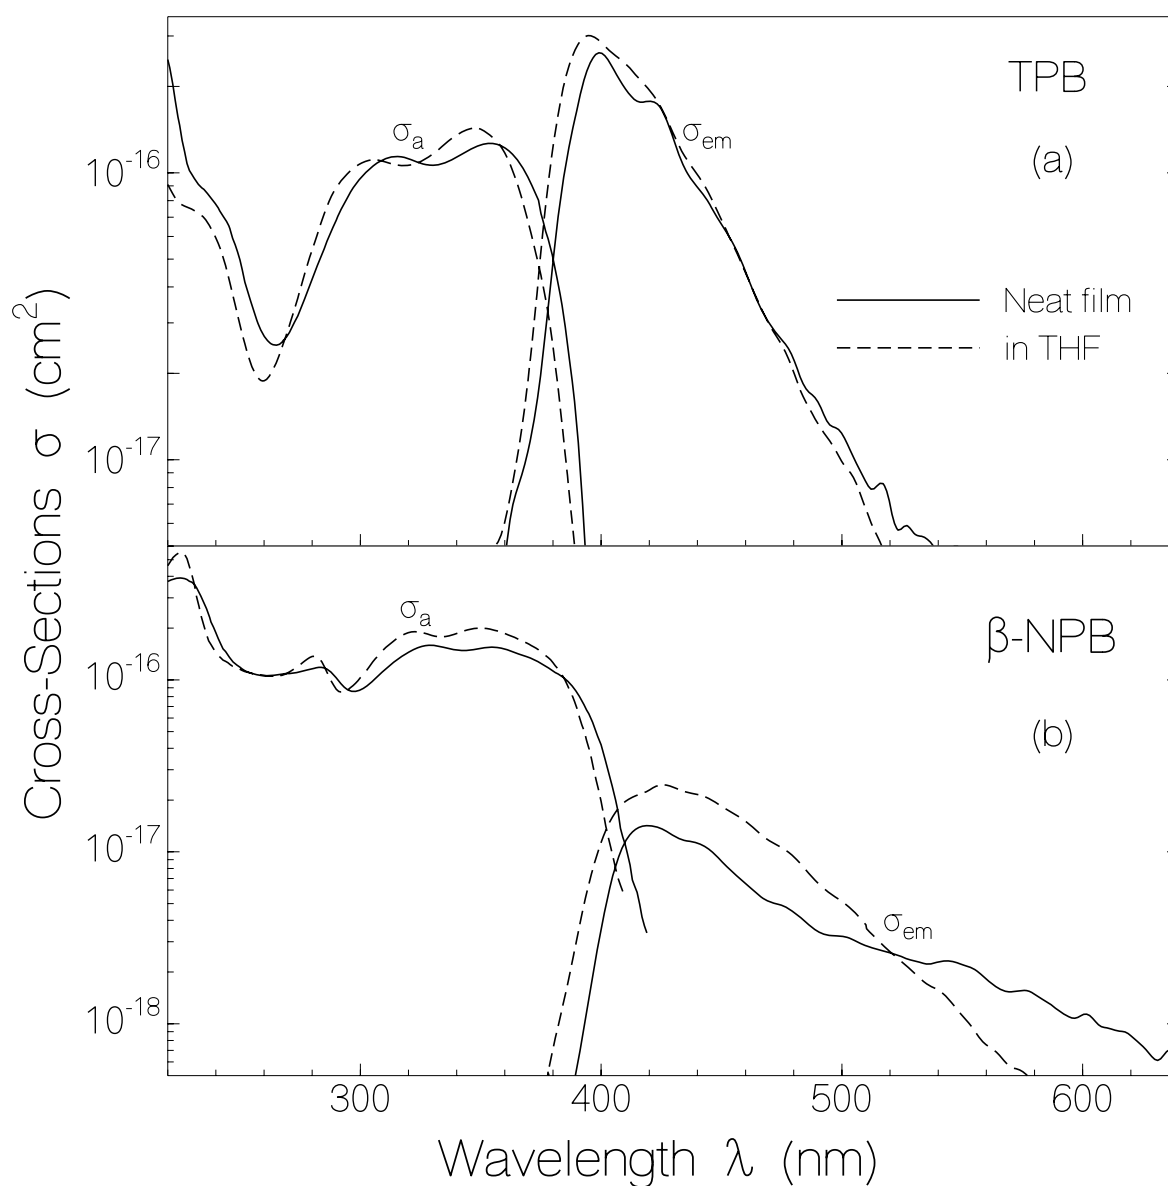 TPB
σa
σem
(a)
10-16
Neat film
in THF
10-17
Cross-Sections σ (cm2)
σa
β-NPB
10-16
(b)
10-17
σem
10-18
300 400 500 600
Wavelength λ (nm)